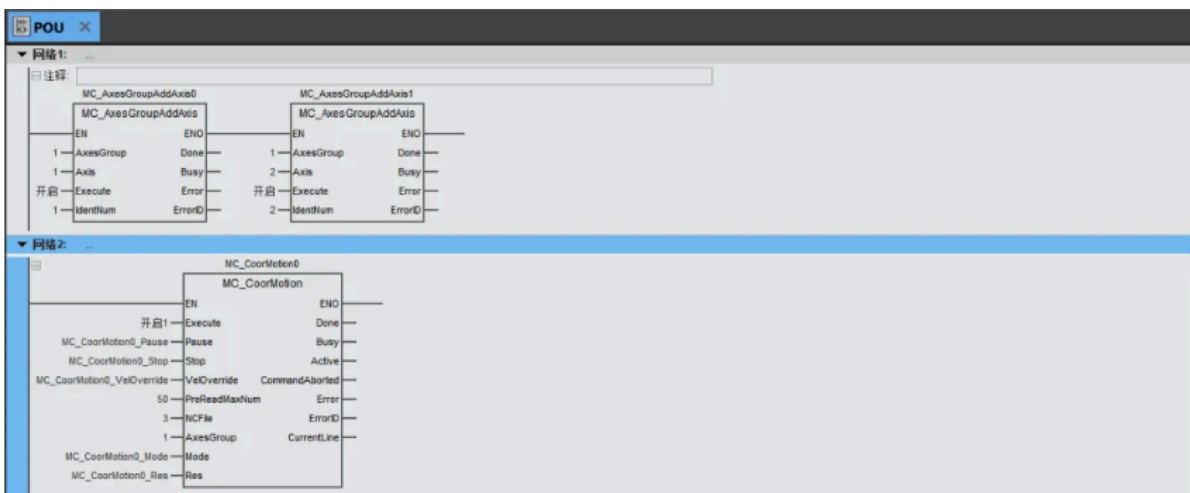 POU ×
网络1: ...
注释:
MC_AxesGroupAddAxis0 MC_AxesGroupAddAxis1
MC_AxesGroupAddAxis MC_AxesGroupAddAxis
EN ENO EN ENO
1 AxesGroup Done 1 AxesGroup Done
1 Axis Busy 2 Axis Busy
开启 Execute Error 开启 Execute Error
1 IdentNum ErrorID 2 IdentNum ErrorID
网络2: ...
MC_CoorMotion0
MC_CoorMotion
EN ENO
开启1 Execute Done
MC_CoorMotion0_Pause Pause Busy
MC_CoorMotion0_Stop Stop Active
MC_CoorMotion0_VelOverride VelOverride CommandAborted
50 PreReadMaxNum Error
3 NCFile ErrorID
1 AxesGroup CurrentLine
MC_CoorMotion0_Mode Mode
MC_CoorMotion0_Res Res